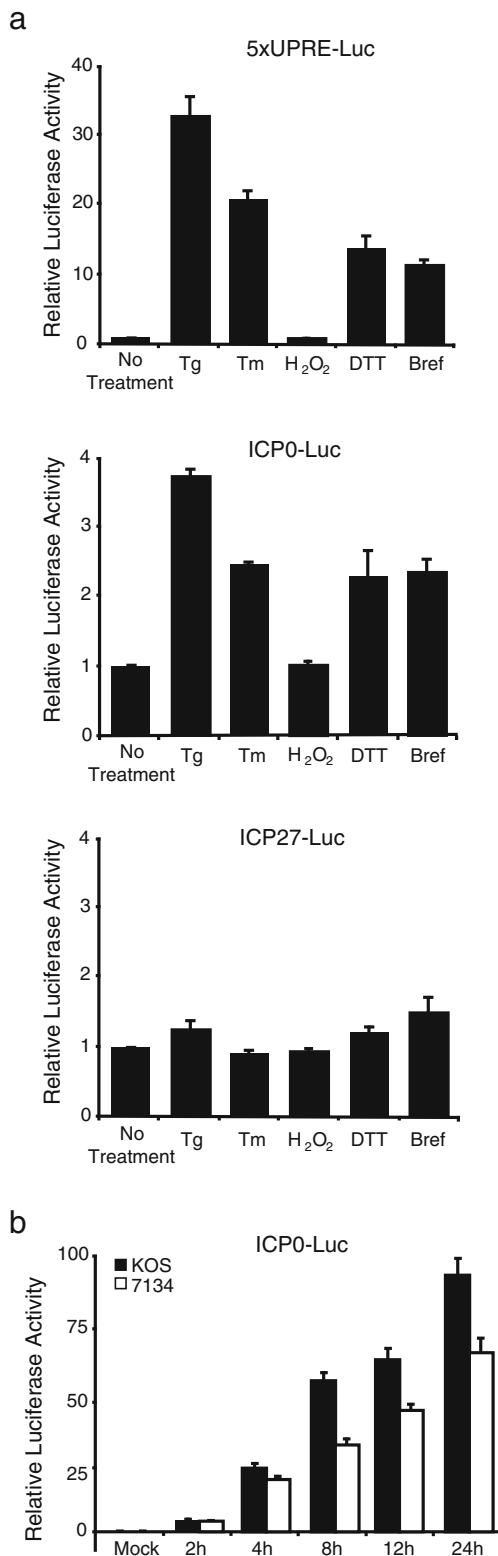 a
5xUPRE-Luc
Relative Luciferase Activity
40
30
20
10
0
No Treatment
Tg
Tm
H₂O₂
DTT
Bref
ICP0-Luc
Relative Luciferase Activity
4
3
2
1
0
No Treatment
Tg
Tm
H₂O₂
DTT
Bref
ICP27-Luc
Relative Luciferase Activity
4
3
2
1
0
No Treatment
Tg
Tm
H₂O₂
DTT
Bref
b
ICP0-Luc
KOS
7134
Relative Luciferase Activity
100
75
50
25
0
Mock
2h
4h
8h
12h
24h